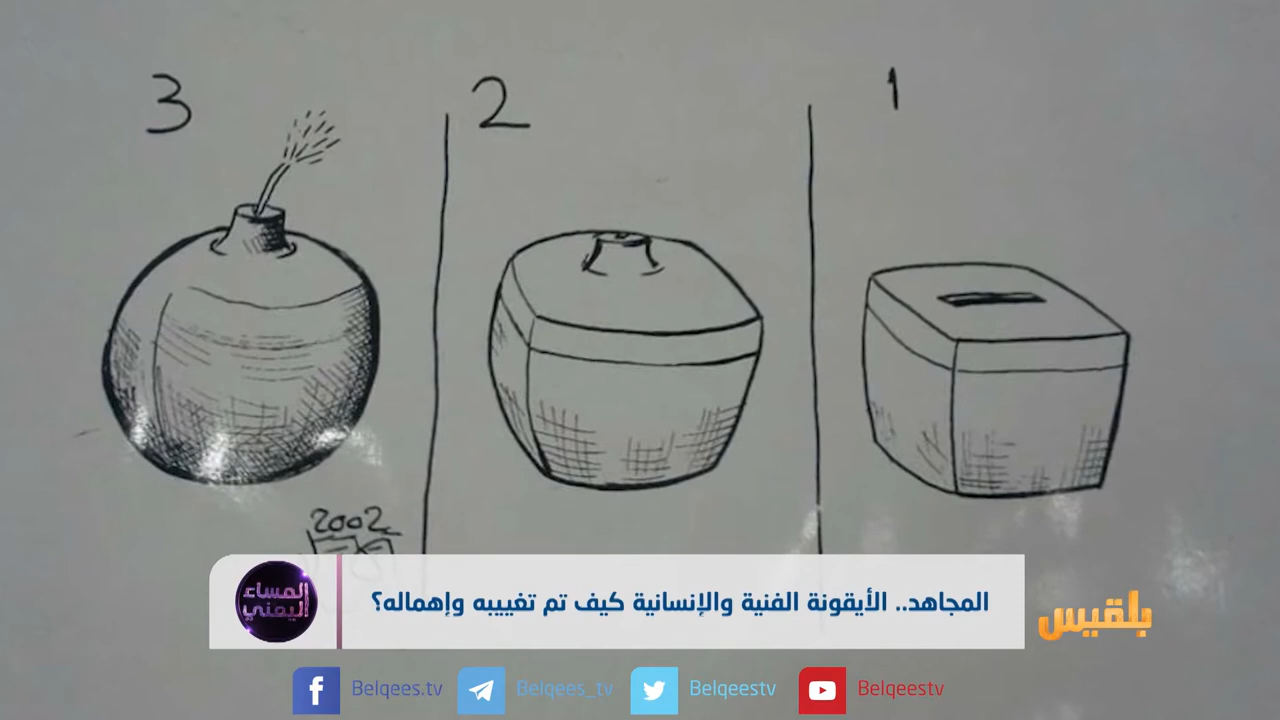 3 2 1
2002
المجاهد.. الأيقونة الفنية والإنسانية كيف تم تغييبه وإهماله؟
المساء اليمني
بلقيس
Belqees.tv Belqees_tv Belqeestv Belqeestv